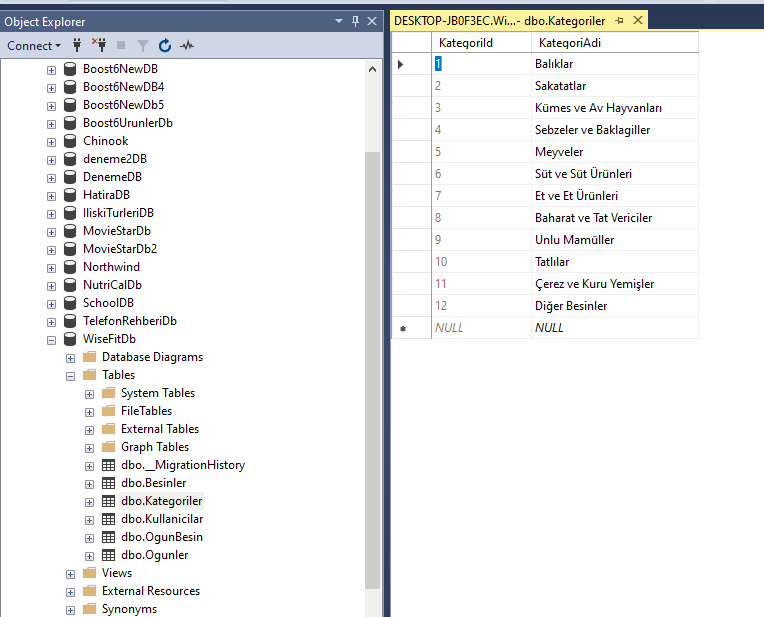 Object Explorer
Connect
Boost6NewDB
Boost6NewDB4
Boost6NewDb5
Boost6UrunlerDb
Chinook
deneme2DB
DenemeDB
HatiraDB
IliskiTurleriDB
MovieStarDb
MovieStarDb2
Northwind
NutriCalDb
SchoolDB
TelefonRehberiDb
WiseFitDb
Database Diagrams
Tables
System Tables
FileTables
External Tables
Graph Tables
dbo.__MigrationHistory
dbo.Besinler
dbo.Kategoriler
dbo.Kullanicilar
dbo.OgunBesin
dbo.Ogunler
Views
External Resources
Synonyms
DESKTOP-JB0F3EC.Wi...- dbo.Kategoriler
KategoriId KategoriAdi
1 Balıklar
2 Sakatatlar
3 Kümes ve Av Hayvanları
4 Sebzeler ve Baklagiller
5 Meyveler
6 Süt ve Süt Ürünleri
7 Et ve Et Ürünleri
8 Baharat ve Tat Vericiler
9 Unlu Mamüller
10 Tatlılar
11 Çerez ve Kuru Yemişler
12 Diğer Besinler
NULL NULL